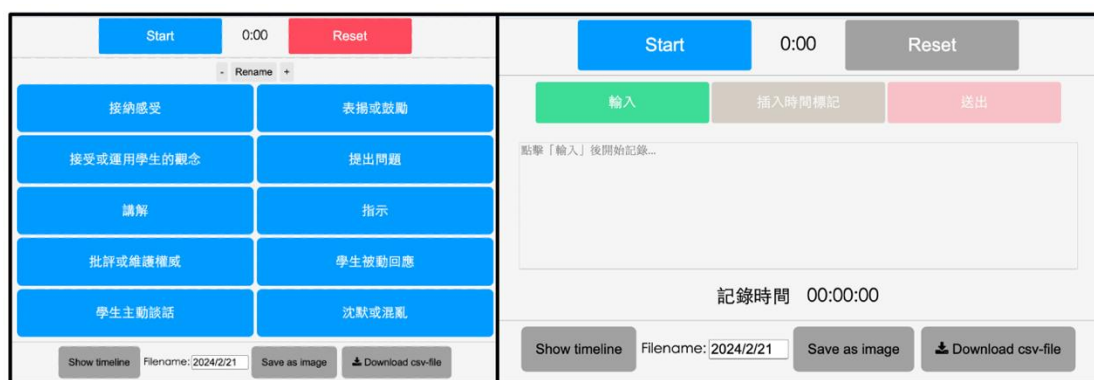 Start 0:00 Reset
- Rename +
接納感受 表揚或鼓勵
接受或運用學生的觀念 提出問題
講解 指示
批評或維護權威 學生被動回應
學生主動談話 沈默或混亂
Show timeline Filename: 2024/2/21 Save as image Download csv-file
Start 0:00 Reset
輸入 插入時間標記 送出
點擊「輸入」後開始記錄...
記錄時間 00:00:00
Show timeline Filename: 2024/2/21 Save as image Download csv-file